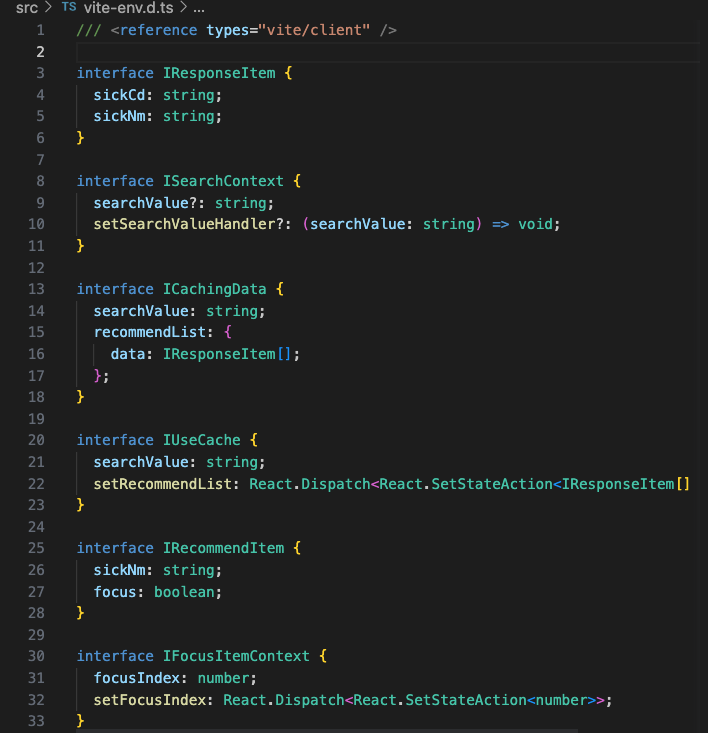 src > TS vite-env.d.ts > ...
1 /// <reference types="vite/client" />
2
3 interface IResponseItem {
4   sickCd: string;
5   sickNm: string;
6 }
7
8 interface ISearchContext {
9   searchValue?: string;
10   setSearchValueHandler?: (searchValue: string) => void;
11 }
12
13 interface ICachingData {
14   searchValue: string;
15   recommendList: {
16     data: IResponseItem[];
17   };
18 }
19
20 interface IUseCache {
21   searchValue: string;
22   setRecommendList: React.Dispatch<React.SetStateAction<IResponseItem[]
23 }
24
25 interface IRecommendItem {
26   sickNm: string;
27   focus: boolean;
28 }
29
30 interface IFocusItemContext {
31   focusIndex: number;
32   setFocusIndex: React.Dispatch<React.SetStateAction<number>>;
33 }